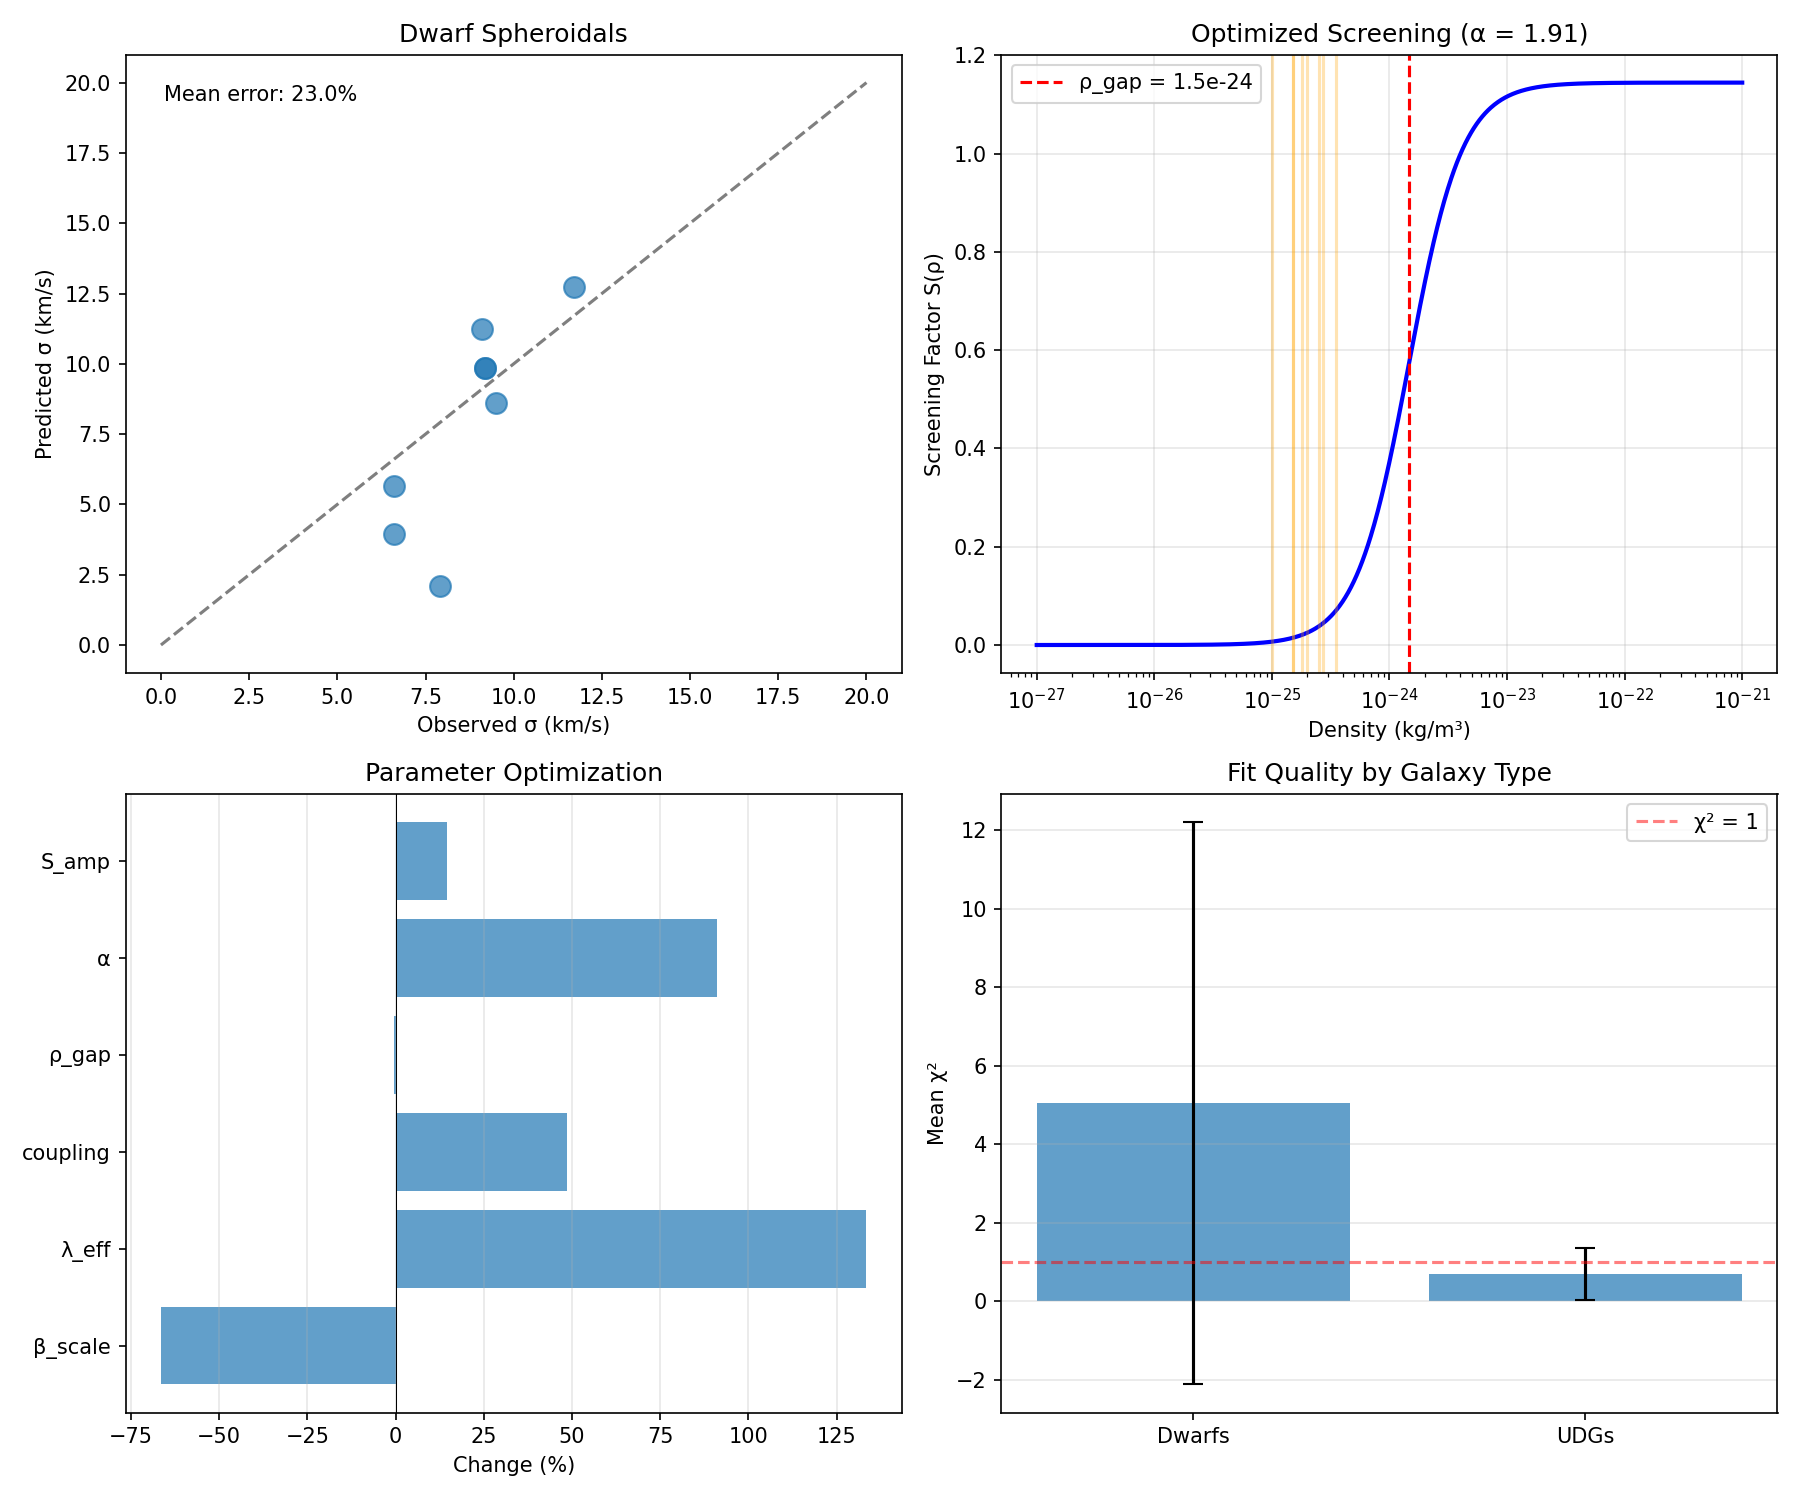 Dwarf Spheroidals
Mean error: 23.0%
Predicted σ (km/s)
20.0
17.5
15.0
12.5
10.0
7.5
5.0
2.5
0.0
0.0 2.5 5.0 7.5 10.0 12.5 15.0 17.5 20.0
Observed σ (km/s)
Optimized Screening (α = 1.91)
ρ_gap = 1.5e-24
Screening Factor S(ρ)
1.2
1.0
0.8
0.6
0.4
0.2
0.0
10⁻²⁷ 10⁻²⁶ 10⁻²⁵ 10⁻²⁴ 10⁻²³ 10⁻²² 10⁻²¹
Density (kg/m³)
Parameter Optimization
S_amp
α
ρ_gap
coupling
λ_eff
β_scale
−75 −50 −25 0 25 50 75 100 125
Change (%)
Fit Quality by Galaxy Type
χ² = 1
Mean χ²
12
10
8
6
4
2
0
−2
Dwarfs UDGs